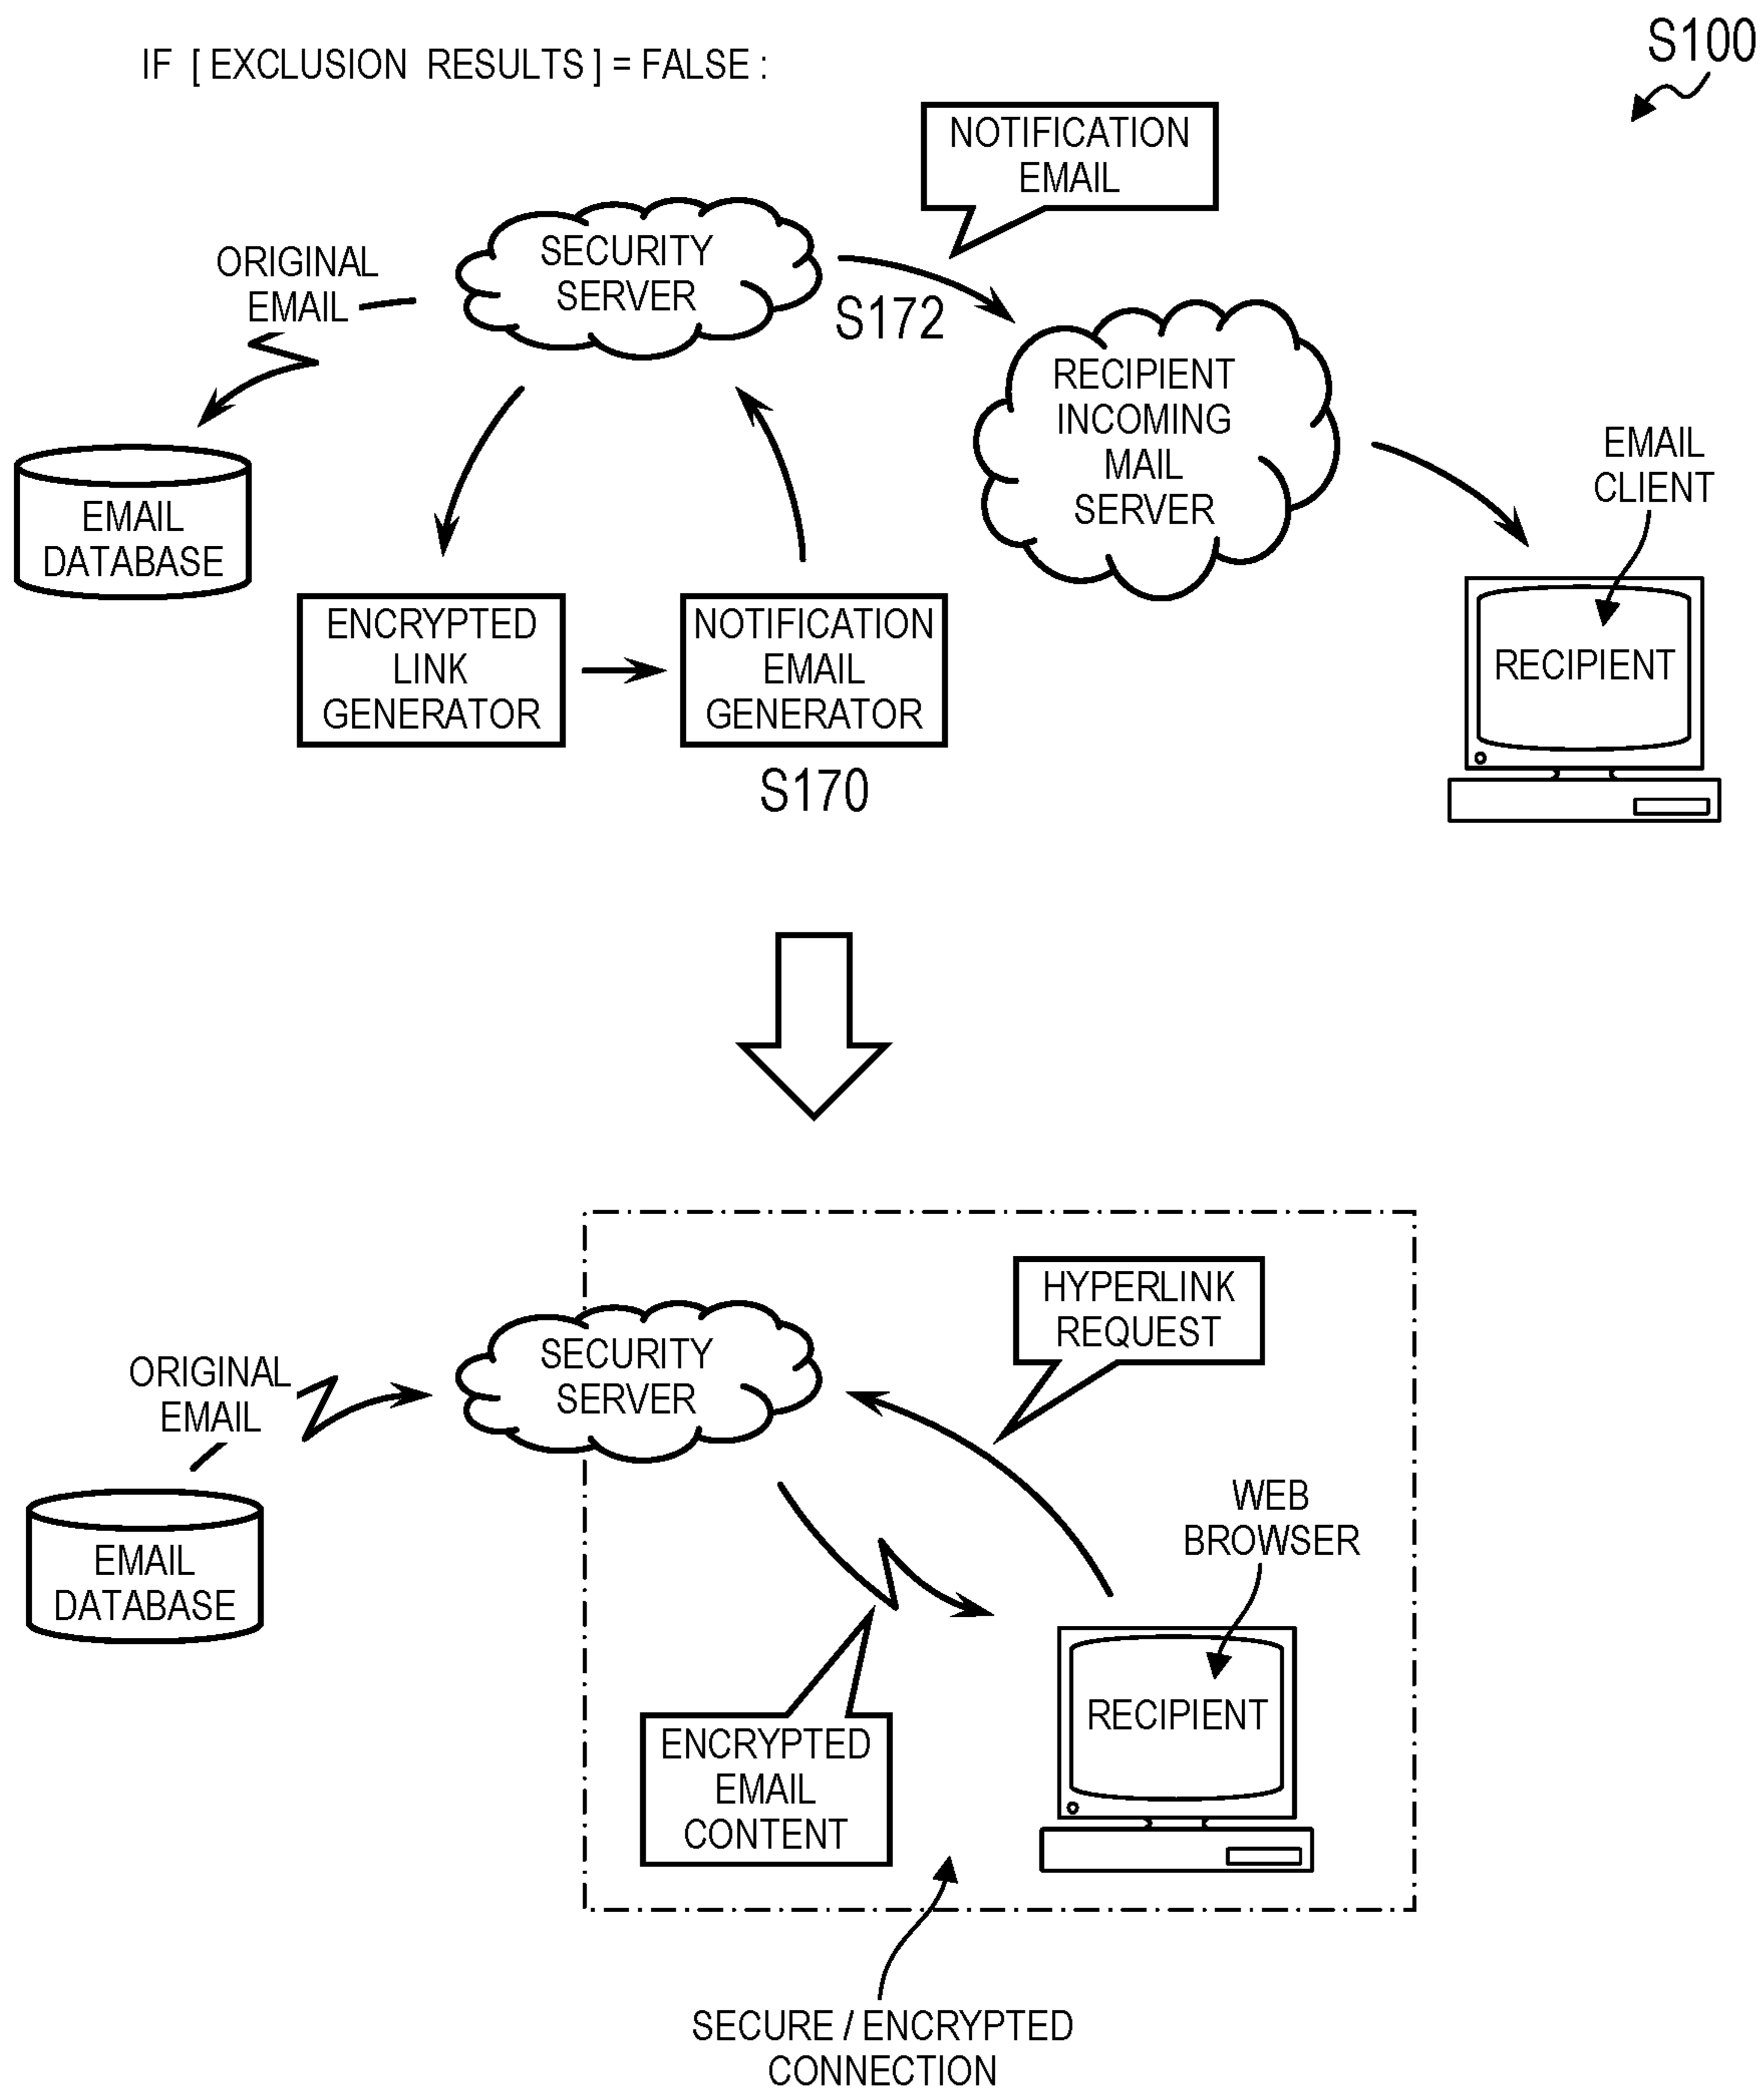 S100
IF [ EXCLUSION RESULTS ] = FALSE :
NOTIFICATION
EMAIL
SECURITY
SERVER
ORIGINAL
EMAIL
S172
RECIPIENT
INCOMING
MAIL
SERVER
EMAIL
CLIENT
EMAIL
DATABASE
ENCRYPTED
LINK
GENERATOR
NOTIFICATION
EMAIL
GENERATOR
RECIPIENT
S170
HYPERLINK
REQUEST
SECURITY
SERVER
ORIGINAL
EMAIL
WEB
BROWSER
EMAIL
DATABASE
RECIPIENT
ENCRYPTED
EMAIL
CONTENT
SECURE / ENCRYPTED
CONNECTION